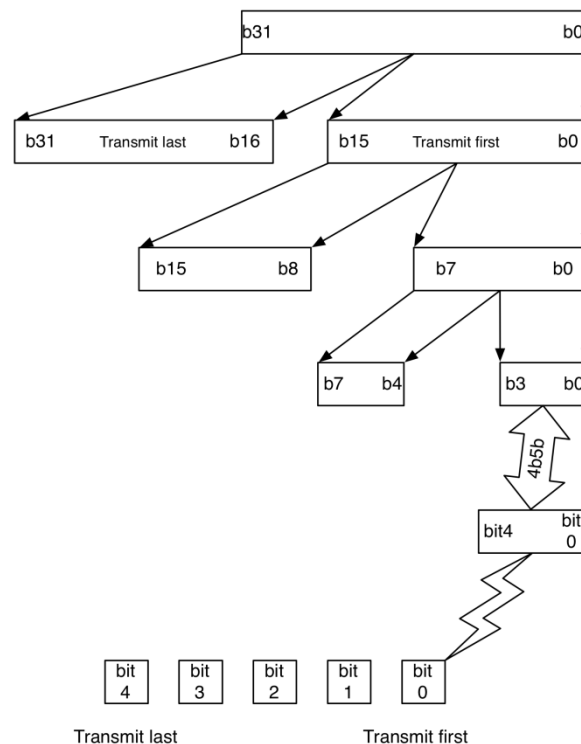 b31 b0
b31 Transmit last b16 b15 Transmit first b0
b15 b8 b7 b0
b7 b4 b3 b0
4b5b
bit4 bit
0
bit bit bit bit bit
4 3 2 1 0
Transmit last Transmit first